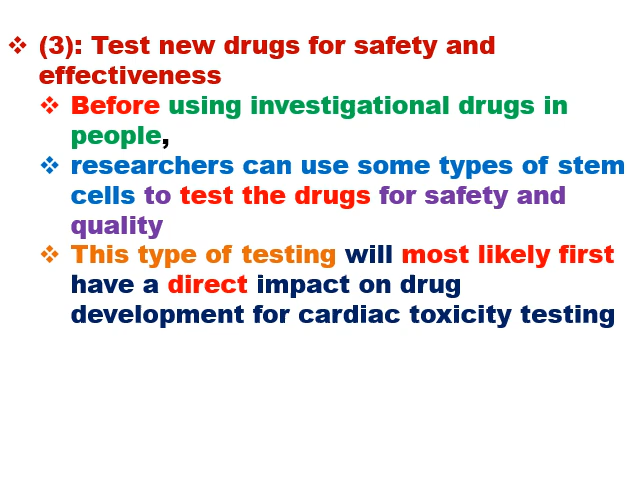 ❖ (3): Test new drugs for safety and
effectiveness
❖ Before using investigational drugs in
people,
❖ researchers can use some types of stem
cells to test the drugs for safety and
quality
❖ This type of testing will most likely first
have a direct impact on drug
development for cardiac toxicity testing